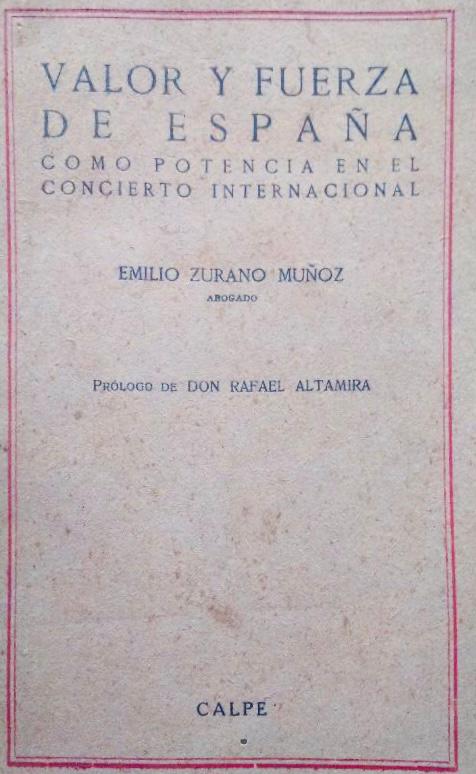 VALOR Y FUERZA
DE ESPAÑA
COMO POTENCIA EN EL
CONCIERTO INTERNACIONAL
EMILIO ZURANO MUÑOZ
ABOGADO
PRÓLOGO DE DON RAFAEL ALTAMIRA
CALPE